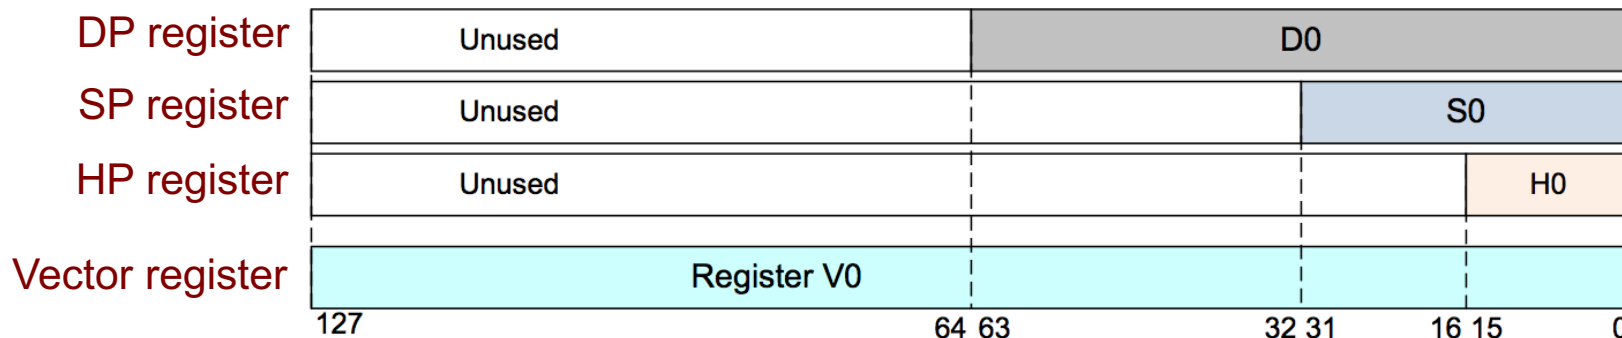 DP register Unused D0
SP register Unused S0
HP register Unused H0
Vector register Register V0
127 64 63 32 31 16 15 0